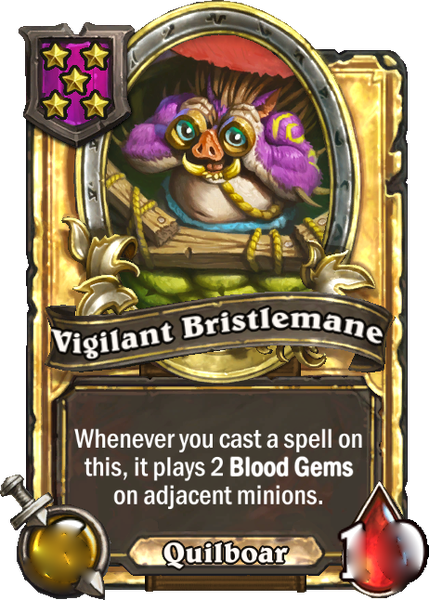 Vigilant Bristlemane
Whenever you cast a spell on
this, it plays 2 Blood Gems
on adjacent minions.
Quilboar